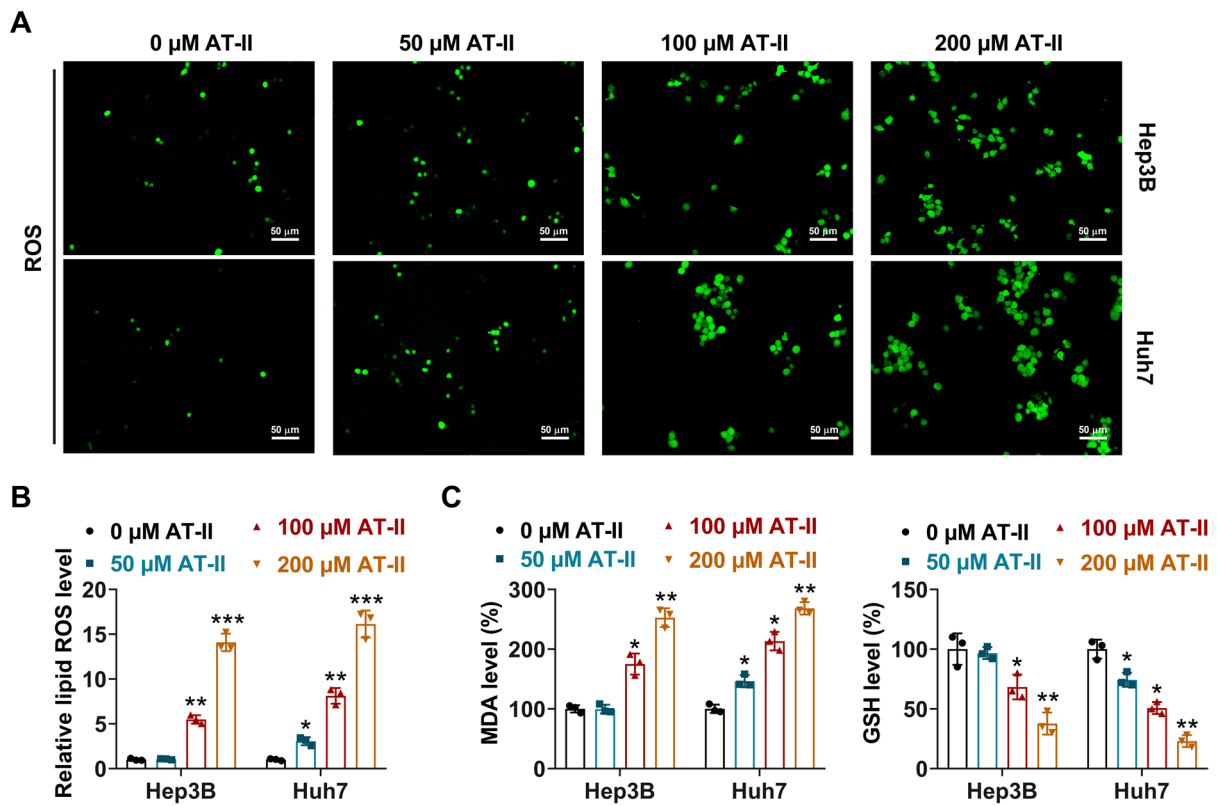 A
0 μM AT-II 50 μM AT-II 100 μM AT-II 200 μM AT-II
ROS
Hep3B
50 μm 50 μm 50 μm 50 μm
Huh7
50 μm 50 μm 50 μm 50 μm
B
0 μM AT-II 100 μM AT-II
50 μM AT-II 200 μM AT-II
Relative lipid ROS level
20
15
10
5
0
** *** * ** ***
Hep3B Huh7
C
0 μM AT-II 100 μM AT-II
50 μM AT-II 200 μM AT-II
MDA level (%)
300
200
100
0
* ** * * **
Hep3B Huh7
0 μM AT-II 100 μM AT-II
50 μM AT-II 200 μM AT-II
GSH level (%)
100
50
0
* ** * * **
Hep3B Huh7